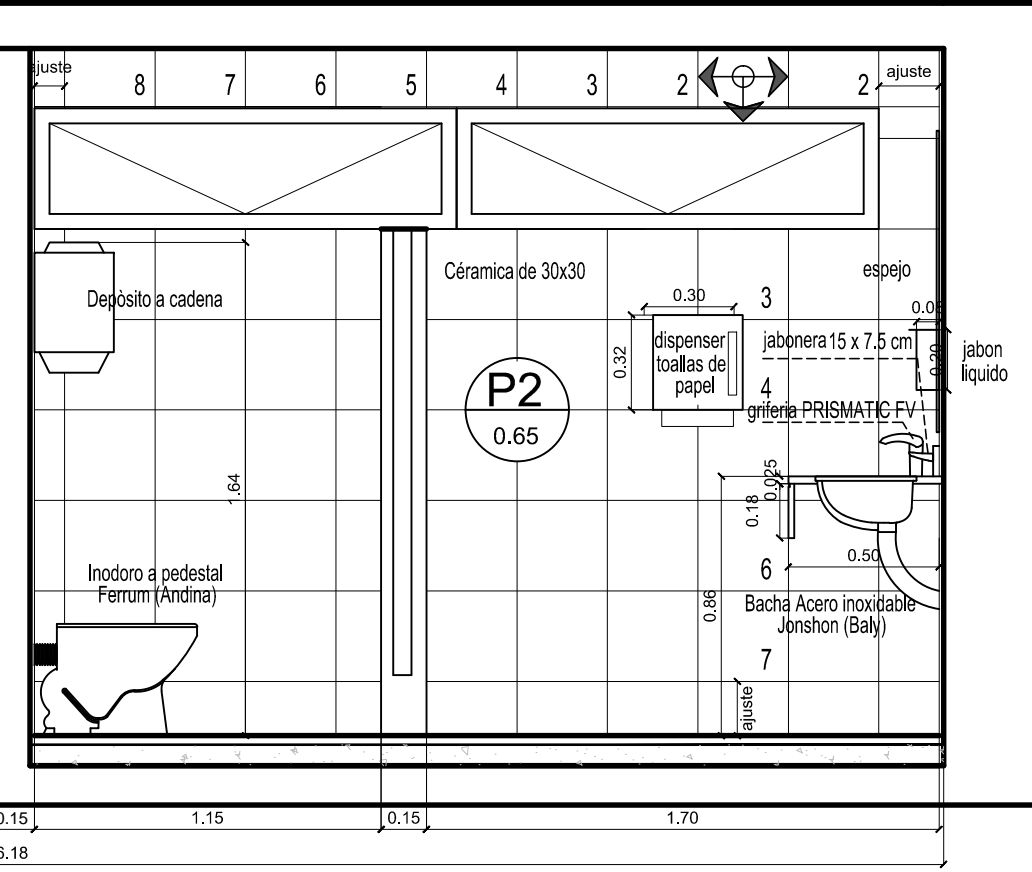 ajuste
8
7
6
5
4
3
2
2
ajuste
Céramica de 30x30
espejo
Depòsito a cadena
0.30
3
0.32
dispenser
toallas de
papel
jabonera 15 x 7.5 cm
0.20
jabon
liquido
4
griferia PRISMATIC FV
P2
0.65
1.64
0.025
0.18
0.50
6
0.86
Inodoro a pedestal
Ferrum (Andina)
Bacha Acero inoxidable
Jonshon (Baly)
7
ajuste
0.15
1.15
0.15
1.70
6.18